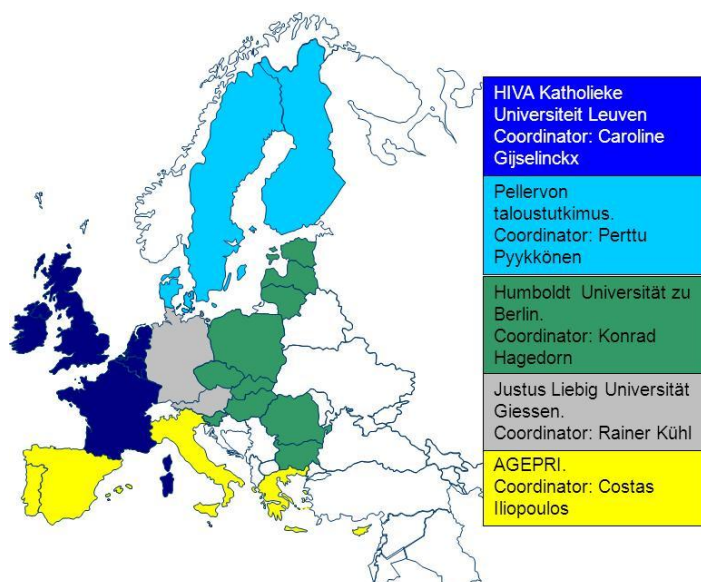 HIVA Katholieke
Universiteit Leuven
Coordinator: Caroline
Gijselinckx
Pellervon
taloustutkimus.
Coordinator: Perttu
Pyykkönen
Humboldt Universität zu
Berlin.
Coordinator: Konrad
Hagedorn
Justus Liebig Universität
Giessen.
Coordinator: Rainer Kühl
AGEPRI.
Coordinator: Costas
Iliopoulos